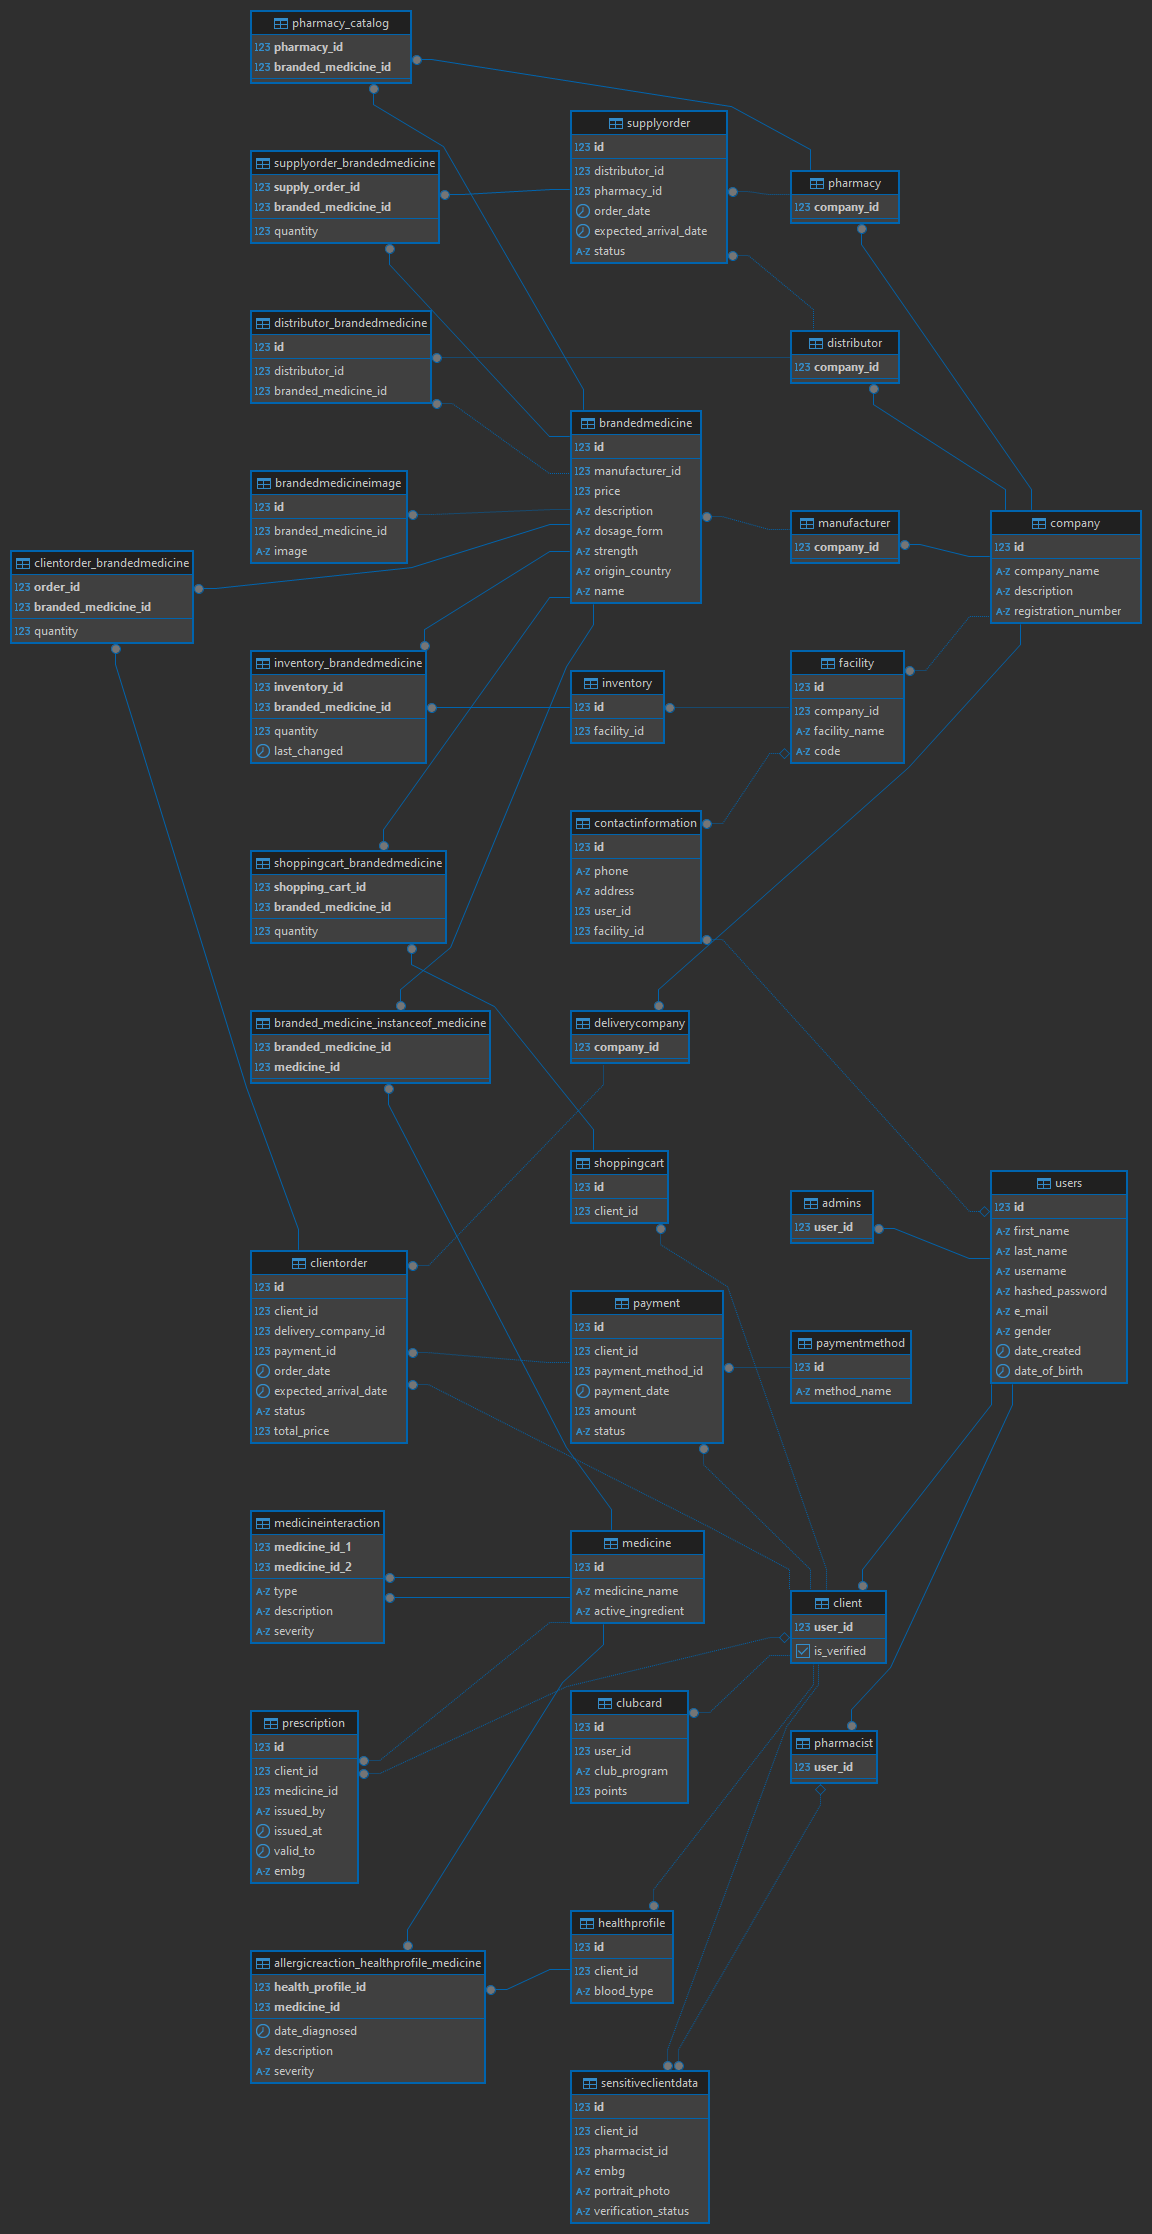 pharmacy_catalog
123 pharmacy_id
123 branded_medicine_id
supplyorder
123 id
123 distributor_id
123 pharmacy_id
order_date
expected_arrival_date
A-Z status
supplyorder_brandedmedicine
123 supply_order_id
123 branded_medicine_id
123 quantity
pharmacy
123 company_id
distributor_brandedmedicine
123 id
123 distributor_id
123 branded_medicine_id
distributor
123 company_id
brandedmedicine
123 id
123 manufacturer_id
123 price
A-Z description
A-Z dosage_form
A-Z strength
A-Z origin_country
A-Z name
brandedmedicineimage
123 id
123 branded_medicine_id
A-Z image
manufacturer
123 company_id
company
123 id
A-Z company_name
A-Z description
A-Z registration_number
clientorder_brandedmedicine
123 order_id
123 branded_medicine_id
123 quantity
inventory_brandedmedicine
123 inventory_id
123 branded_medicine_id
123 quantity
last_changed
inventory
123 id
123 facility_id
facility
123 id
123 company_id
A-Z facility_name
A-Z code
contactinformation
123 id
A-Z phone
A-Z address
123 user_id
123 facility_id
shoppingcart_brandedmedicine
123 shopping_cart_id
123 branded_medicine_id
123 quantity
branded_medicine_instanceof_medicine
123 branded_medicine_id
123 medicine_id
deliverycompany
123 company_id
shoppingcart
123 id
123 client_id
admins
123 user_id
users
123 id
A-Z first_name
A-Z last_name
A-Z username
A-Z hashed_password
A-Z e_mail
A-Z gender
date_created
date_of_birth
clientorder
123 id
123 client_id
123 delivery_company_id
123 payment_id
order_date
expected_arrival_date
A-Z status
123 total_price
payment
123 id
123 client_id
123 payment_method_id
payment_date
123 amount
A-Z status
paymentmethod
123 id
A-Z method_name
medicineinteraction
123 medicine_id_1
123 medicine_id_2
A-Z type
A-Z description
A-Z severity
medicine
123 id
A-Z medicine_name
A-Z active_ingredient
client
123 user_id
is_verified
prescription
123 id
123 client_id
123 medicine_id
A-Z issued_by
issued_at
valid_to
A-Z embg
clubcard
123 id
123 user_id
A-Z club_program
123 points
pharmacist
123 user_id
healthprofile
123 id
123 client_id
A-Z blood_type
allergicreaction_healthprofile_medicine
123 health_profile_id
123 medicine_id
date_diagnosed
A-Z description
A-Z severity
sensitiveclientdata
123 id
123 client_id
123 pharmacist_id
A-Z embg
A-Z portrait_photo
A-Z verification_status